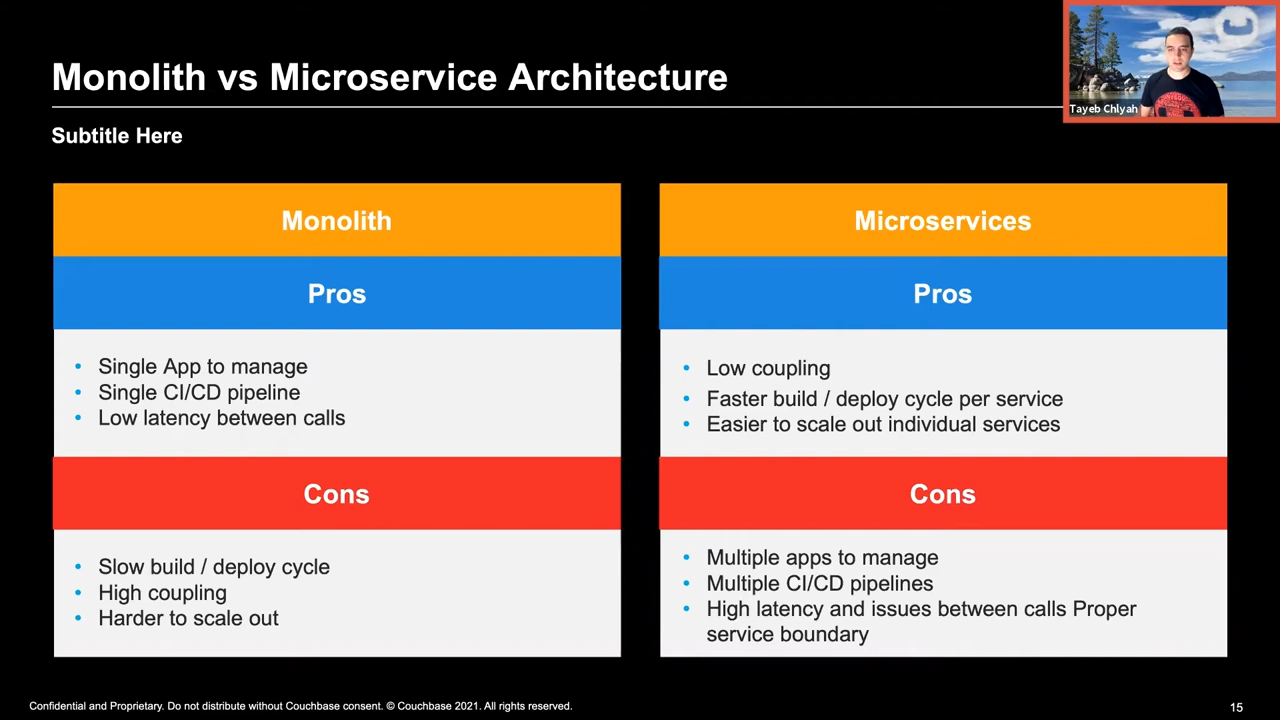 Monolith vs Microservice Architecture
Tayeb Chlyah
Subtitle Here
Monolith
Pros
• Single App to manage
• Single CI/CD pipeline
• Low latency between calls
Cons
• Slow build / deploy cycle
• High coupling
• Harder to scale out
Microservices
Pros
• Low coupling
• Faster build / deploy cycle per service
• Easier to scale out individual services
Cons
• Multiple apps to manage
• Multiple CI/CD pipelines
• High latency and issues between calls Proper
service boundary
Confidential and Proprietary. Do not distribute without Couchbase consent. © Couchbase 2021. All rights reserved.
15